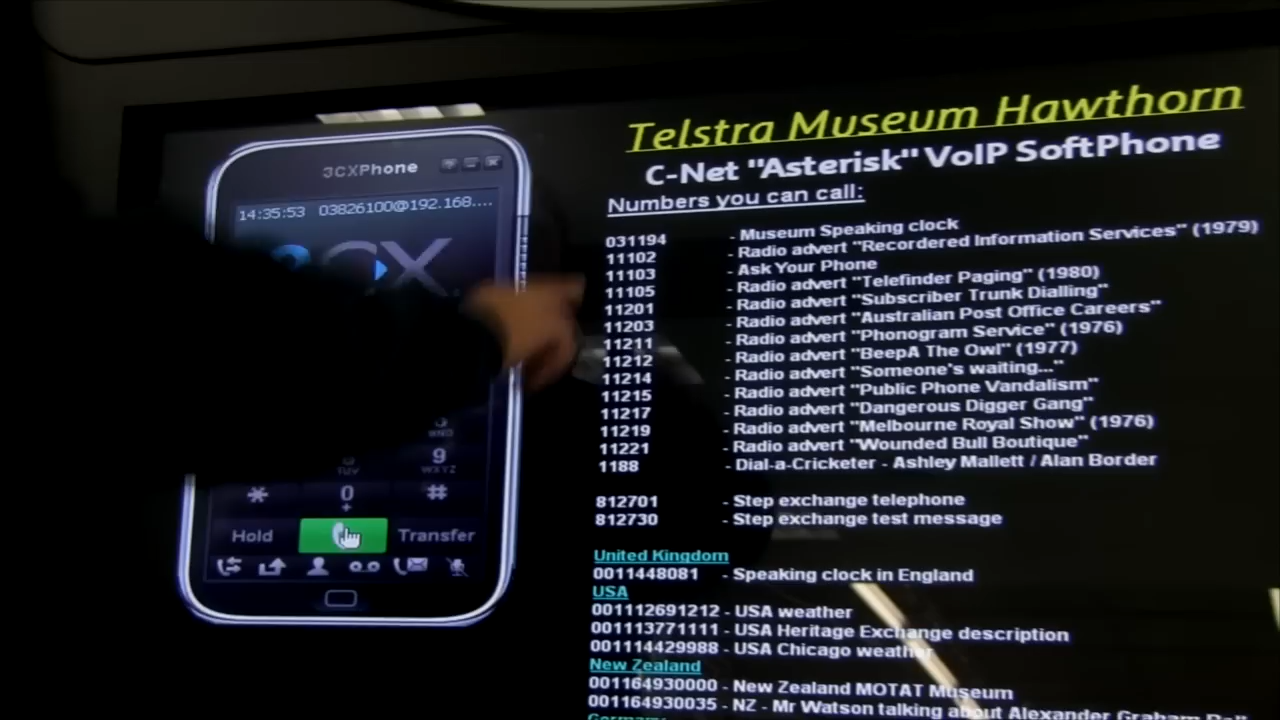 Telstra Museum Hawthorn
C-Net "Asterisk" VoIP SoftPhone
Numbers you can call:
031194 - Museum Speaking clock
11102 - Radio advert "Recordered Information Services" (1979)
11103 - Ask Your Phone
11105 - Radio advert "Telefinder Paging" (1980)
11201 - Radio advert "Subscriber Trunk Dialling"
11203 - Radio advert "Australian Post Office Careers"
11211 - Radio advert "Phonogram Service" (1976)
11212 - Radio advert "BeepA The Owl" (1977)
11214 - Radio advert "Someone's waiting..."
11215 - Radio advert "Public Phone Vandalism"
11217 - Radio advert "Dangerous Digger Gang"
11219 - Radio advert "Melbourne Royal Show" (1976)
11221 - Radio advert "Wounded Bull Boutique"
1188 - Dial-a-Cricketer - Ashley Mallett / Alan Border
812701 - Step exchange telephone
812730 - Step exchange test message
United Kingdom
0011448081 - Speaking clock in England
USA
001112691212 - USA weather
001113771111 - USA Heritage Exchange description
001114429988 - USA Chicago weather
New Zealand
001164930000 - New Zealand MOTAT Museum
001164930035 - NZ - Mr Watson talking about Alexander Graham
Germany
3CXPhone
14:35:53 03826100@192.168....
3CX
9
WXYZ
TUV
* 0 #
+
Hold Transfer